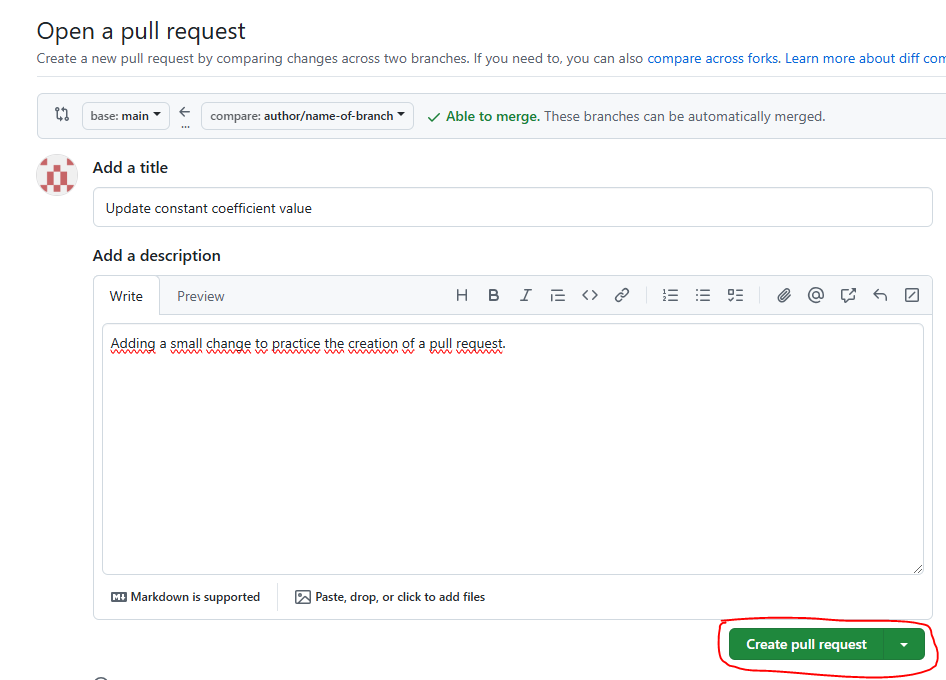 Open a pull request
Create a new pull request by comparing changes across two branches. If you need to, you can also compare across forks. Learn more about diff
base: main compare: author/name-of-branch Able to merge. These branches can be automatically merged.
Add a title
Update constant coefficient value
Add a description
Write Preview
Adding a small change to practice the creation of a pull request.
Markdown is supported Paste, drop, or click to add files
Create pull request